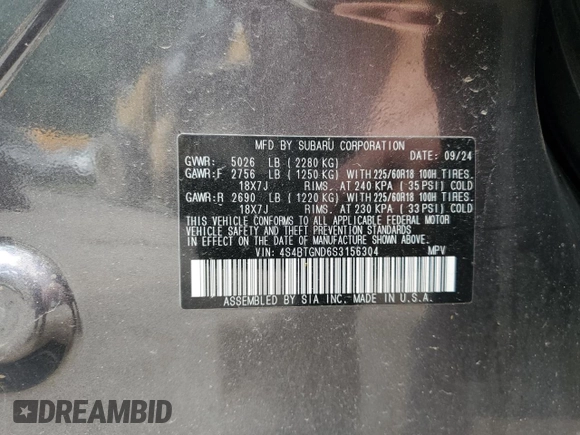 MFD BY SUBARU CORPORATION
GVWR: 5026 LB (2280 KG) DATE: 09/24
GAWR:F 2756 LB (1250 KG) WITH 225/60R18 100H TIRES.
18X7J RIMS. AT 240 KPA (35PSI) COLD
GAWR:R 2690 LB (1220 KG) WITH 225/60R18 100H TIRES.
18X7J RIMS. AT 230 KPA (33PSI) COLD
THIS VEHICLE CONFORMS TO ALL APPLICABLE FEDERAL MOTOR
VEHICLE SAFETY AND THEFT PREVENTION STANDARDS IN
EFFECT ON THE DATE OF MANUFACTURE SHOWN ABOVE.
VIN: 4S4BTGND6S3156304 MPV
ASSEMBLED BY SIA INC. MADE IN U.S.A.
DREAMBID